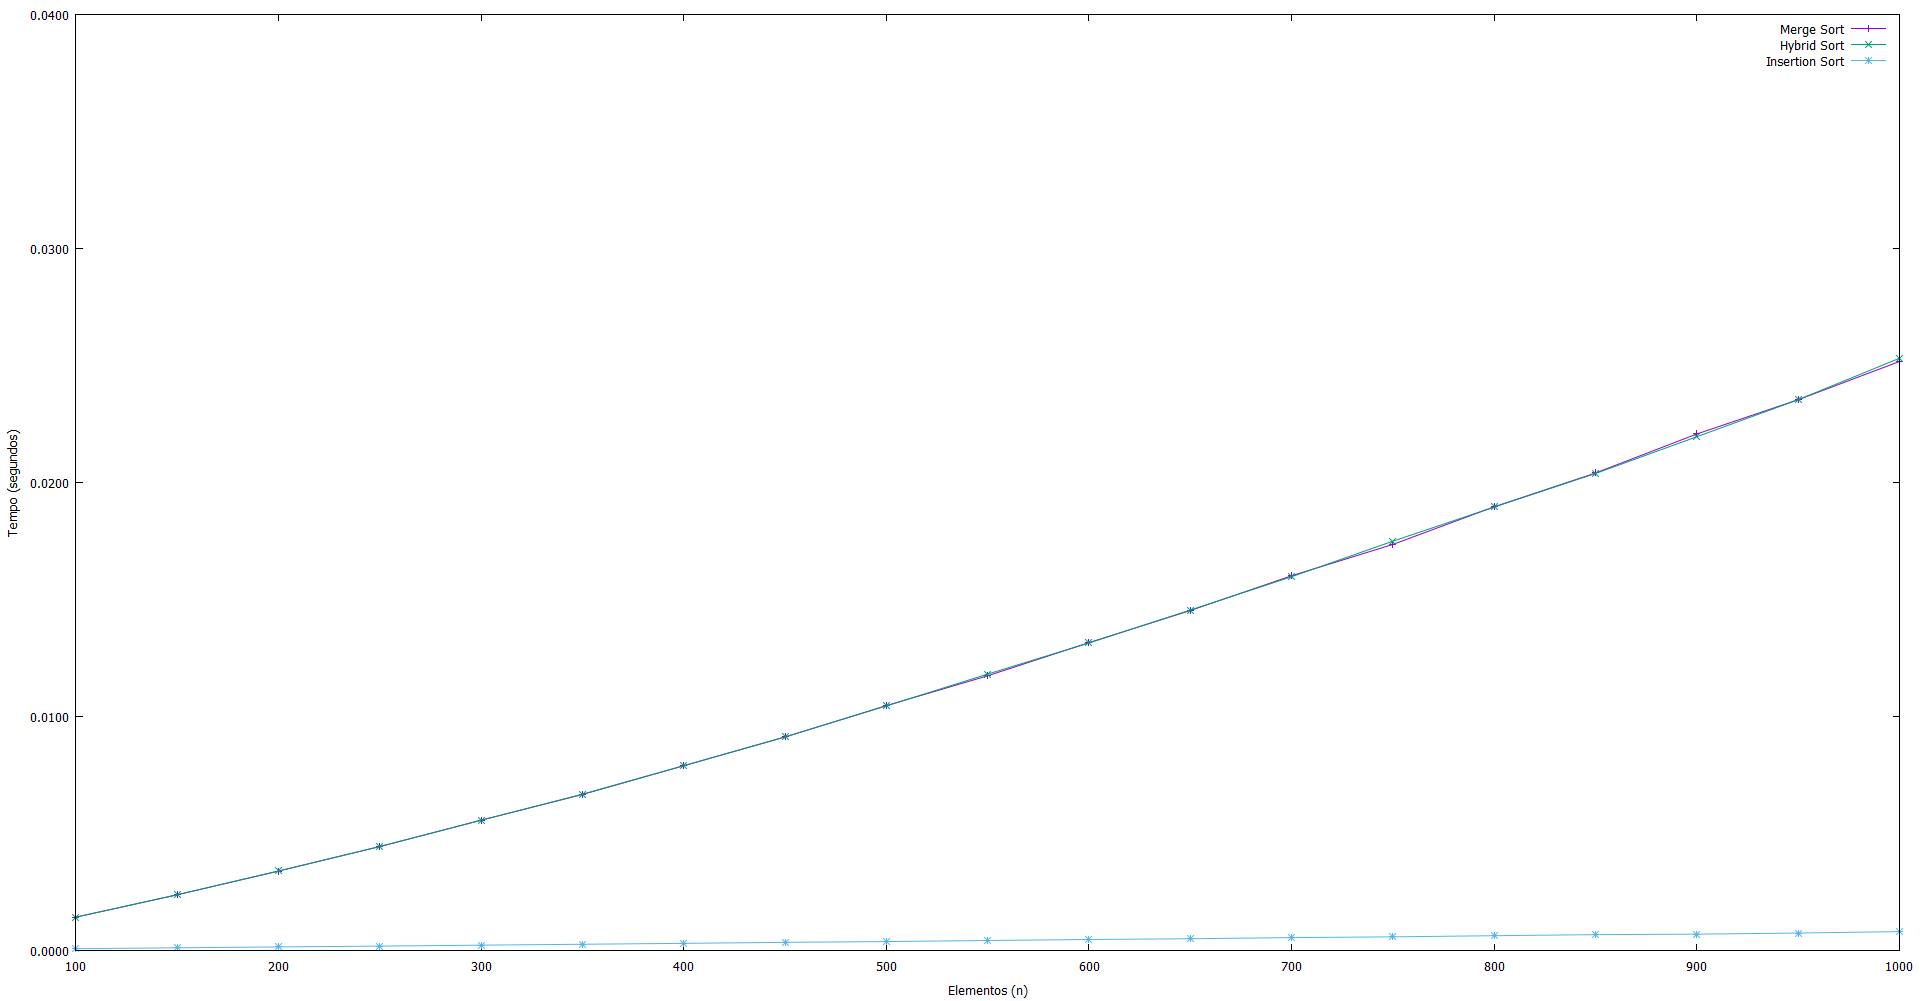 0.0400
0.0300
0.0200
0.0100
0.0000
Tempo (segundos)
Merge Sort
Hybrid Sort
Insertion Sort
100 200 300 400 500 600 700 800 900 1000
Elementos (n)